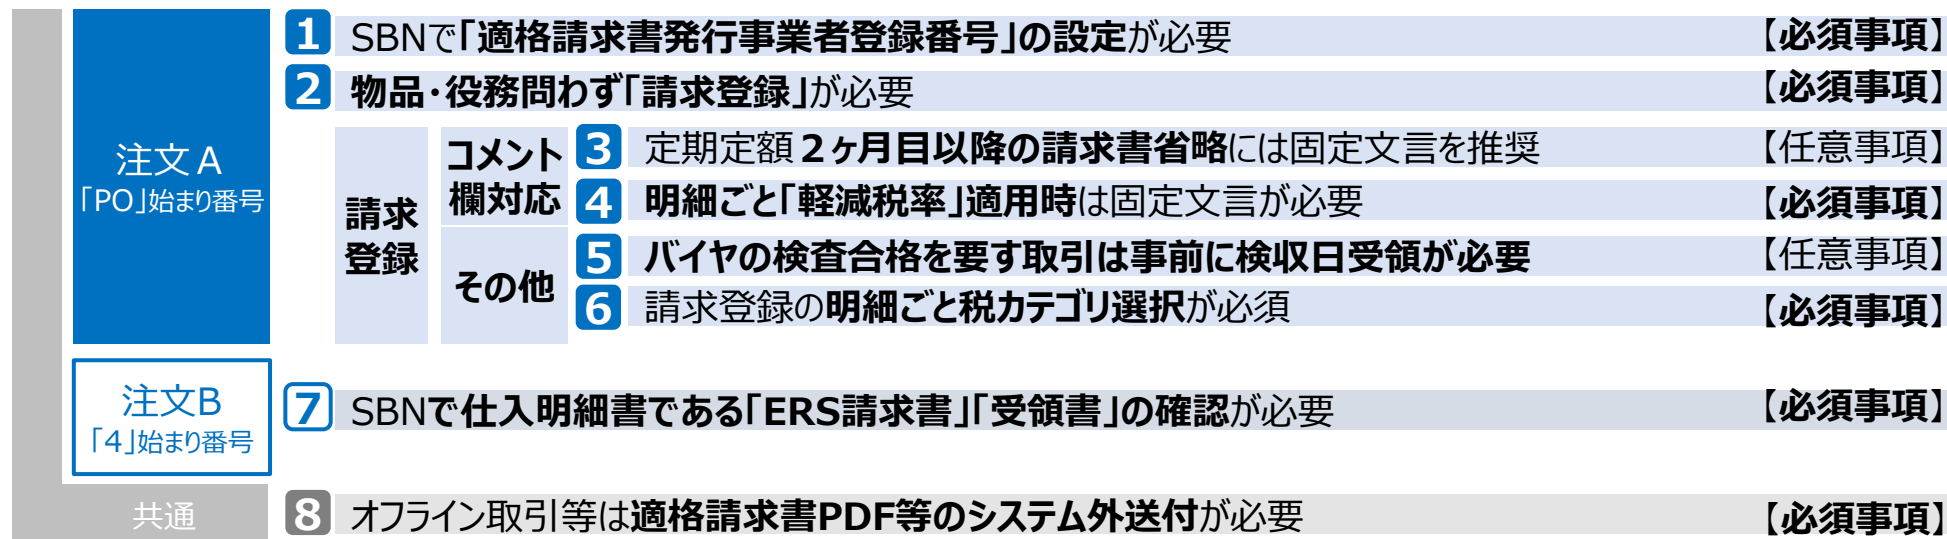 注文A
「PO」始まり番号
1 SBNで「適格請求書発行事業者登録番号」の設定が必要 【必須事項】
2 物品・役務問わず「請求登録」が必要 【必須事項】
請求
登録
コメント
欄対応
3 定期定額2ヶ月目以降の請求書省略には固定文言を推奨 【任意事項】
4 明細ごと「軽減税率」適用時は固定文言が必要 【必須事項】
その他
5 バイヤの検査合格を要す取引は事前に検収日受領が必要 【任意事項】
6 請求登録の明細ごと税カテゴリ選択が必須 【必須事項】
注文B
「4」始まり番号
7 SBNで仕入明細書である「ERS請求書」「受領書」の確認が必要 【必須事項】
共通
8 オフライン取引等は適格請求書PDF等のシステム外送付が必要 【必須事項】